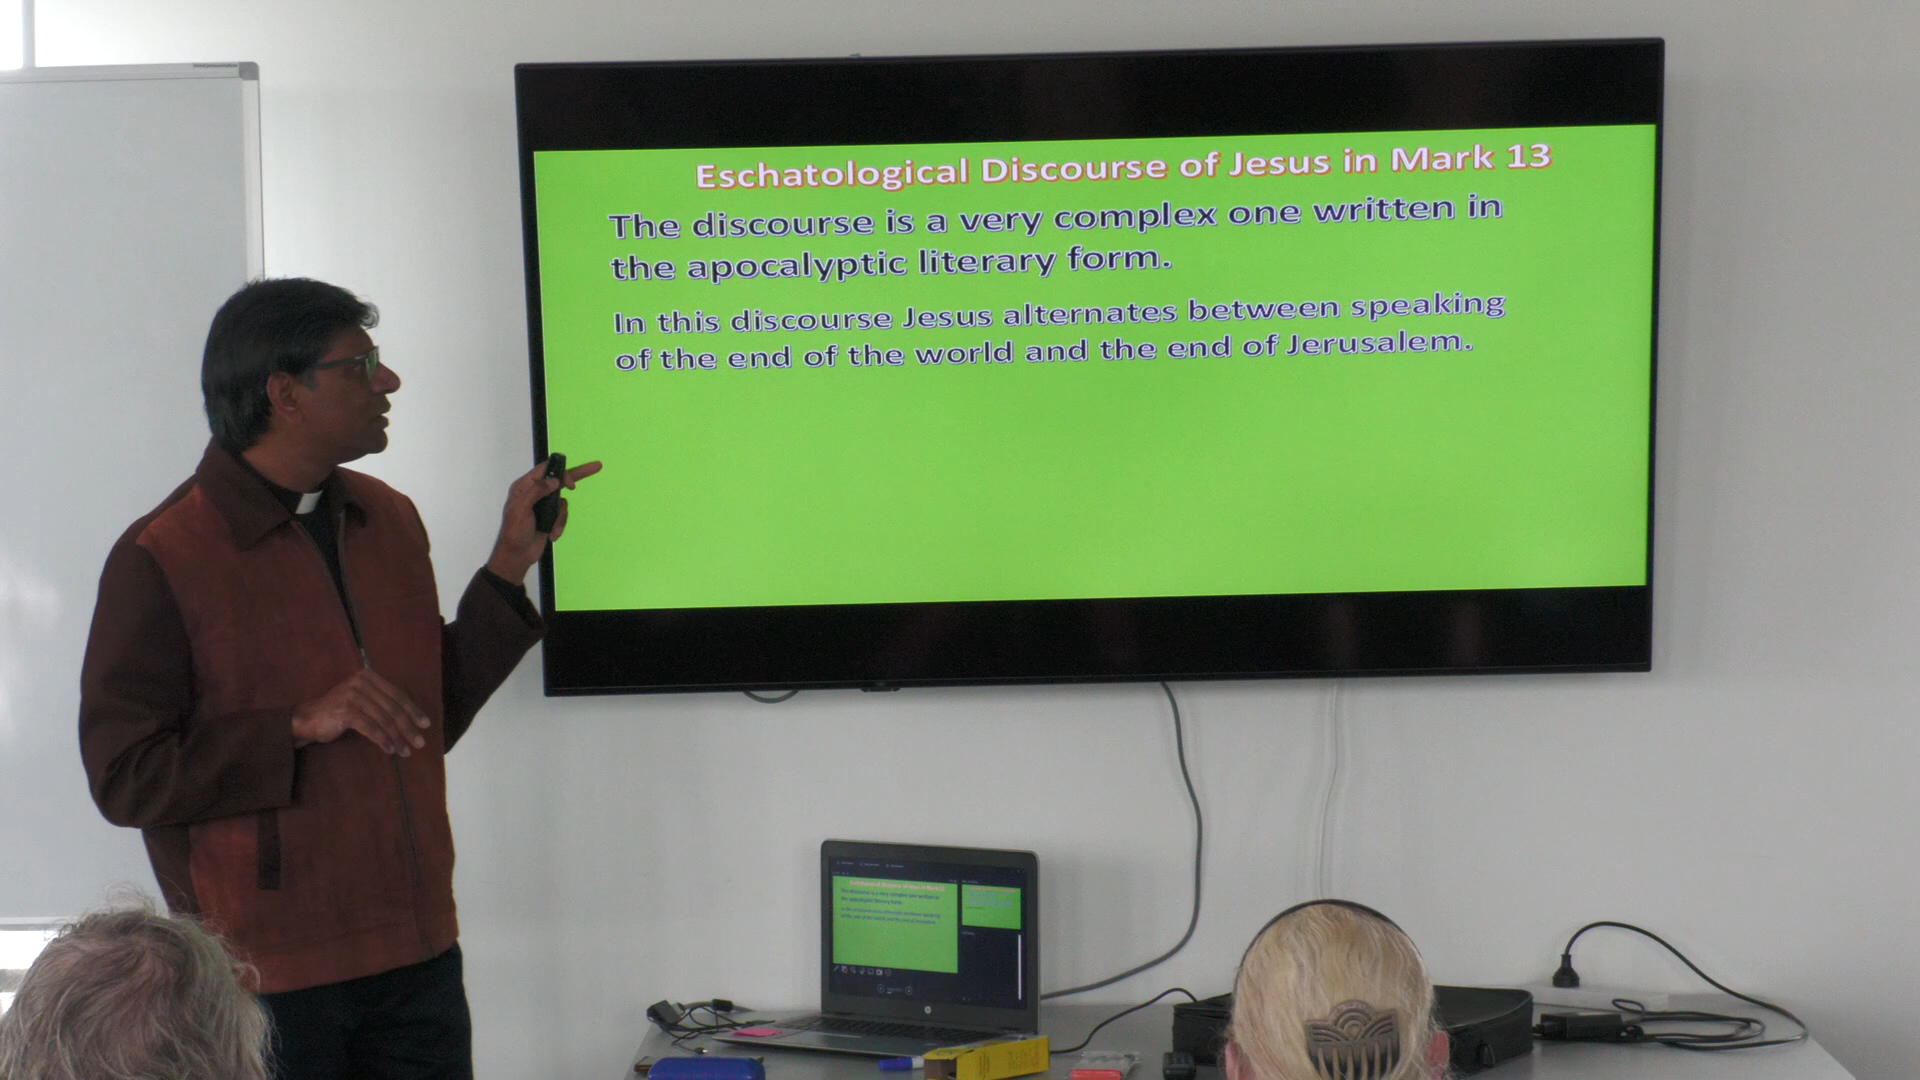 Eschatological Discourse of Jesus in Mark 13
The discourse is a very complex one written in
the apocalyptic literary form.
In this discourse Jesus alternates between speaking
of the end of the world and the end of Jerusalem.
hp